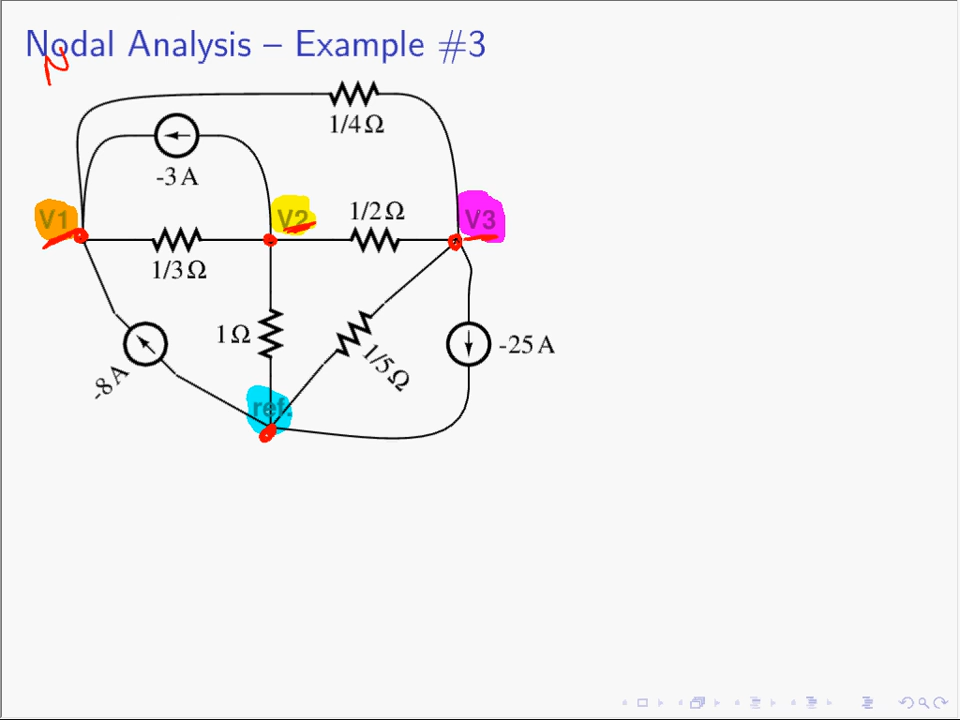 Nodal Analysis – Example #3
N
1/4 Ω
-3 A
V1
V2
1/2 Ω
V3
1/3 Ω
1 Ω
1/5 Ω
-25 A
-8 A
ref.